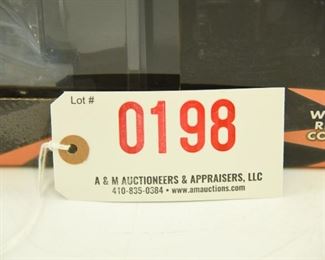 Lot #
0198
A & M AUCTIONEERS & APPRAISERS, LLC
410-835-0384 • www.amauctions.com